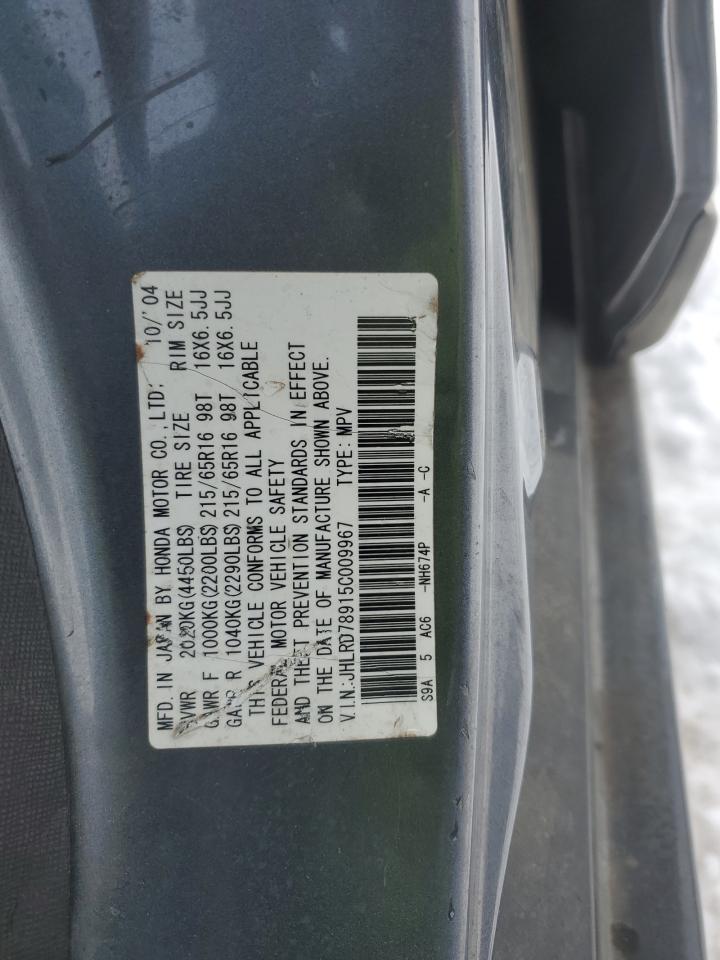 MFD. IN JAPAN BY HONDA MOTOR CO., LTD: 10/'04
GVWR 2020KG(4450LBS) TIRE SIZE RIM SIZE
GAWR F 1000KG(2200LBS) 215/65R16 98T 16X6.5JJ
GAWR R 1040KG(2290LBS) 215/65R16 98T 16X6.5JJ
THIS VEHICLE CONFORMS TO ALL APPLICABLE
FEDERAL MOTOR VEHICLE SAFETY
AND THEFT PREVENTION STANDARDS IN EFFECT
ON THE DATE OF MANUFACTURE SHOWN ABOVE.
V.I.N.:JHLRD78915C009967 TYPE: MPV
S9A 5 AC6 -NH674P -A -C